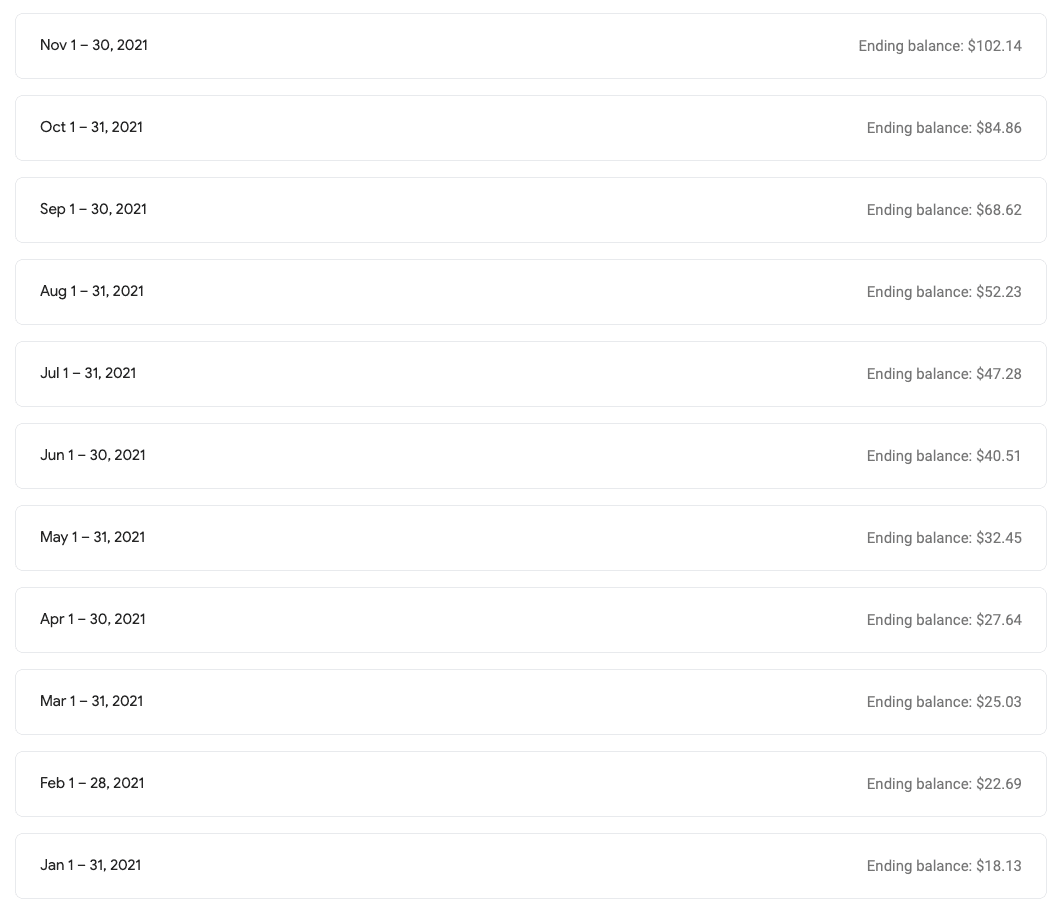 Nov 1 – 30, 2021 Ending balance: $102.14
Oct 1 – 31, 2021 Ending balance: $84.86
Sep 1 – 30, 2021 Ending balance: $68.62
Aug 1 – 31, 2021 Ending balance: $52.23
Jul 1 – 31, 2021 Ending balance: $47.28
Jun 1 – 30, 2021 Ending balance: $40.51
May 1 – 31, 2021 Ending balance: $32.45
Apr 1 – 30, 2021 Ending balance: $27.64
Mar 1 – 31, 2021 Ending balance: $25.03
Feb 1 – 28, 2021 Ending balance: $22.69
Jan 1 – 31, 2021 Ending balance: $18.13